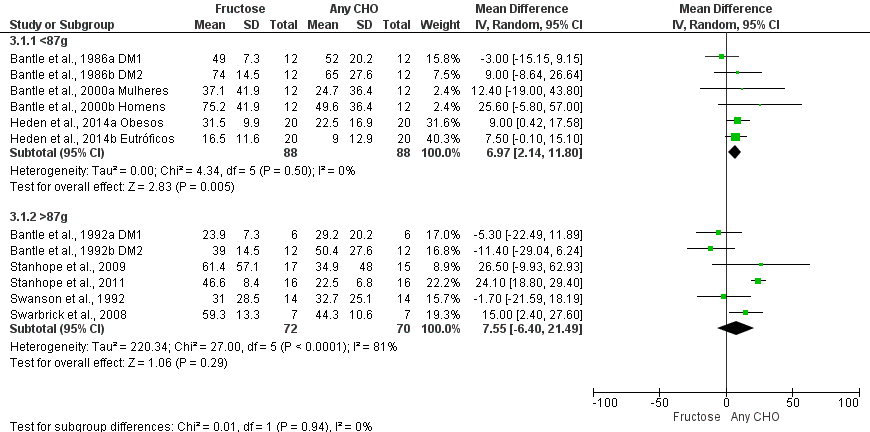 Fructose Any CHO Mean Difference Mean Difference
Study or Subgroup Mean SD Total Mean SD Total Weight IV, Random, 95% CI IV, Random, 95% CI
3.1.1 <87g
Bantle et al., 1986a DM1 49 7.3 12 52 20.2 12 15.8% -3.00 [-15.15, 9.15]
Bantle et al., 1986b DM2 74 14.5 12 65 27.6 12 7.5% 9.00 [-8.64, 26.64]
Bantle et al., 2000a Mulheres 37.1 41.9 12 24.7 36.4 12 2.4% 12.40 [-19.00, 43.80]
Bantle et al., 2000b Homens 75.2 41.9 12 49.6 36.4 12 2.4% 25.60 [-5.80, 57.00]
Heden et al., 2014a Obesos 31.5 9.9 20 22.5 16.9 20 31.6% 9.00 [0.42, 17.58]
Heden et al., 2014b Eutróficos 16.5 11.6 20 9 12.9 20 40.3% 7.50 [-0.10, 15.10]
Subtotal (95% CI) 88 88 100.0% 6.97 [2.14, 11.80]
Heterogeneity: Tau² = 0.00; Chi² = 4.34, df = 5 (P = 0.50); I² = 0%
Test for overall effect: Z = 2.83 (P = 0.005)
3.1.2 >87g
Bantle et al., 1992a DM1 23.9 7.3 6 29.2 20.2 6 17.0% -5.30 [-22.49, 11.89]
Bantle et al., 1992b DM2 39 14.5 12 50.4 27.6 12 16.8% -11.40 [-29.04, 6.24]
Stanhope et al., 2009 61.4 57.1 17 34.9 48 15 8.9% 26.50 [-9.93, 62.93]
Stanhope et al., 2011 46.6 8.4 16 22.5 6.8 16 22.2% 24.10 [18.80, 29.40]
Swanson et al., 1992 31 28.5 14 32.7 25.1 14 15.8% -1.70 [-21.59, 18.19]
Swarbrick et al., 2008 59.3 13.3 7 44.3 10.6 7 19.3% 15.00 [2.40, 27.60]
Subtotal (95% CI) 72 70 100.0% 7.55 [-6.40, 21.49]
Heterogeneity: Tau² = 220.34; Chi² = 27.00, df = 5 (P < 0.0001); I² = 81%
Test for overall effect: Z = 1.06 (P = 0.29)
-100 -50 0 50 100
Fructose Any CHO
Test for subgroup differences: Chi² = 0.01, df = 1 (P = 0.94), I² = 0%